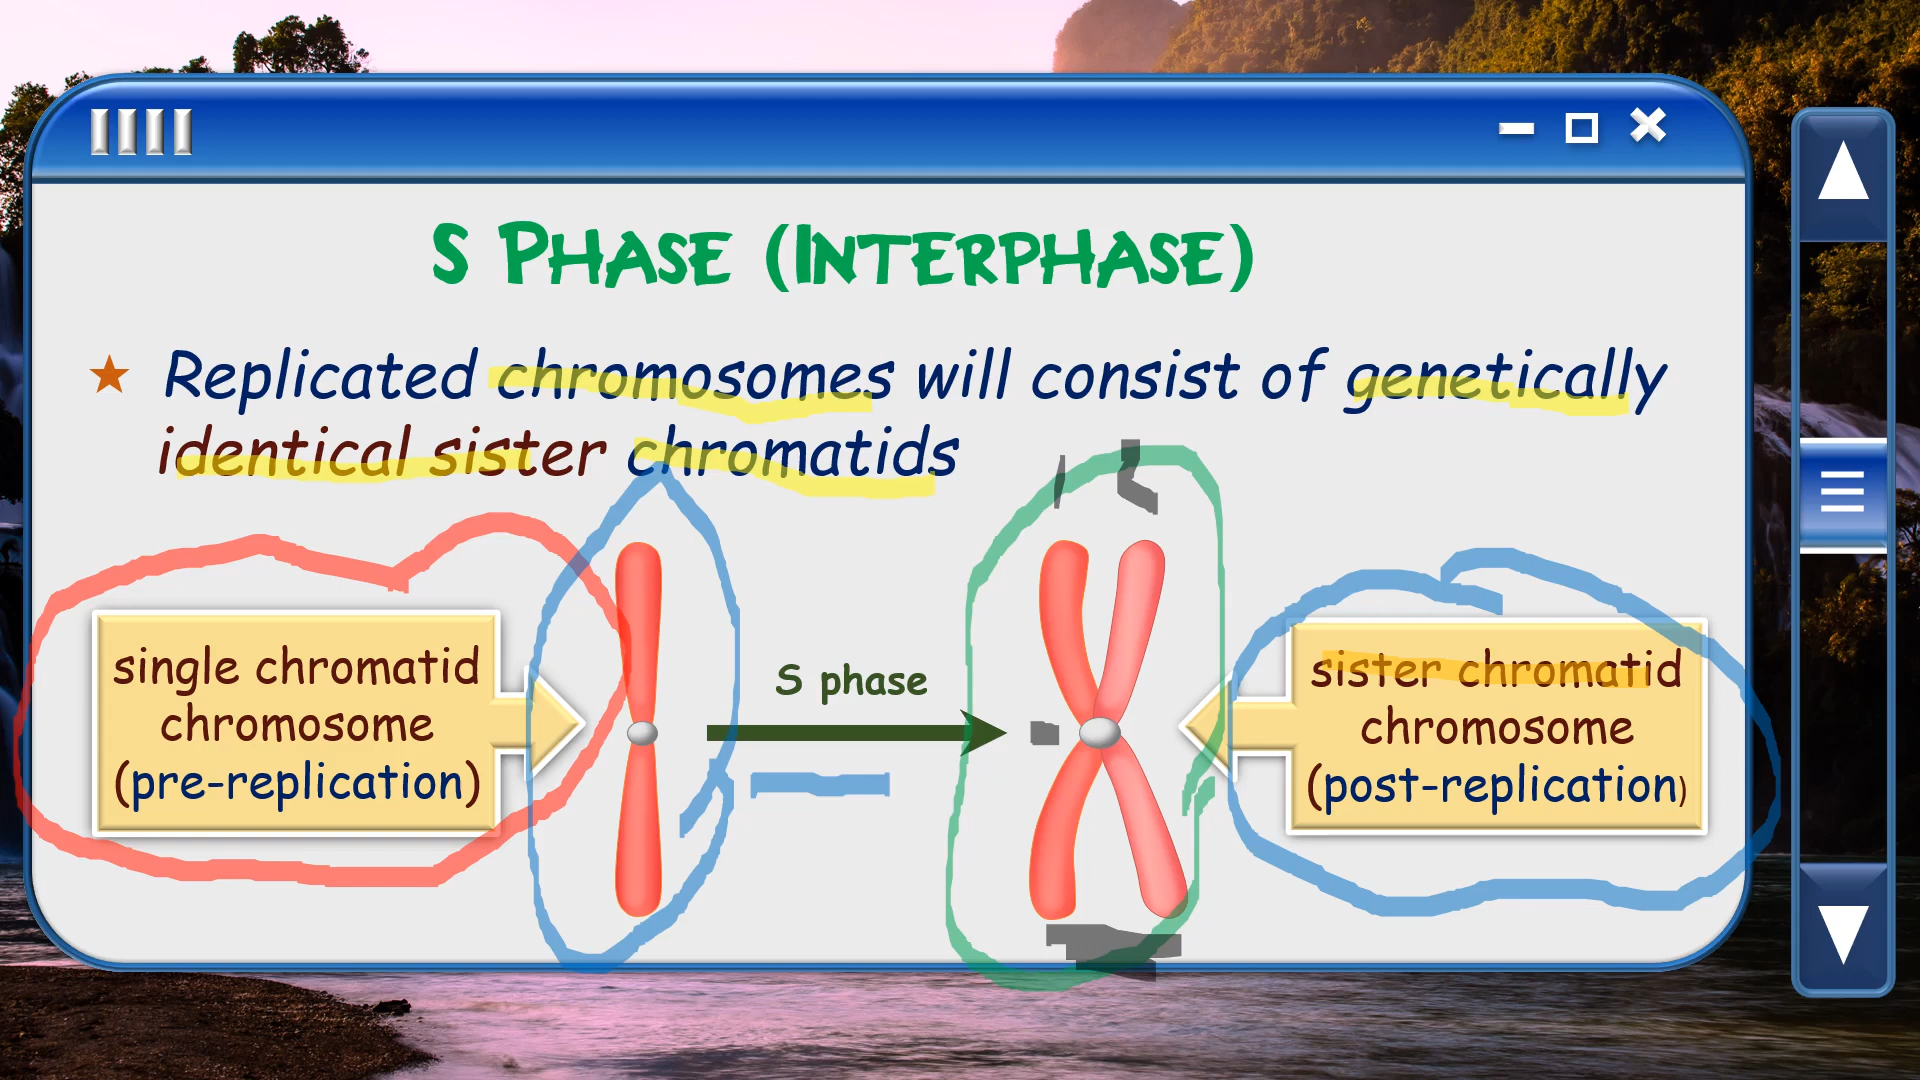 S Phase (Interphase)
★ Replicated chromosomes will consist of genetically
identical sister chromatids
single chromatid
chromosome
(pre-replication)
S phase
sister chromatid
chromosome
(post-replication)